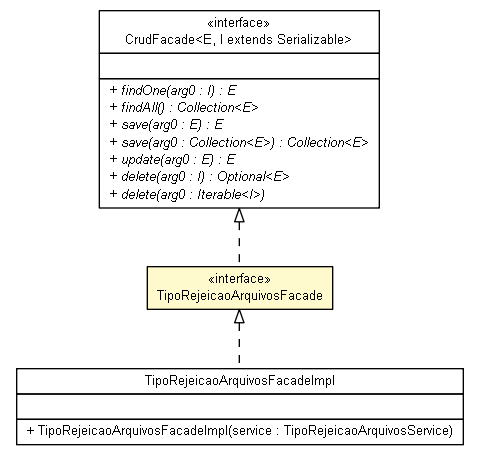 «interface»
CrudFacade<E, I extends Serializable>
+ findOne(arg0 : I) : E
+ findAll() : Collection<E>
+ save(arg0 : E) : E
+ save(arg0 : Collection<E>) : Collection<E>
+ update(arg0 : E) : E
+ delete(arg0 : I) : Optional<E>
+ delete(arg0 : Iterable<I>)
«interface»
TipoRejeicaoArquivosFacade
TipoRejeicaoArquivosFacadeImpl
+ TipoRejeicaoArquivosFacadeImpl(service : TipoRejeicaoArquivosService)